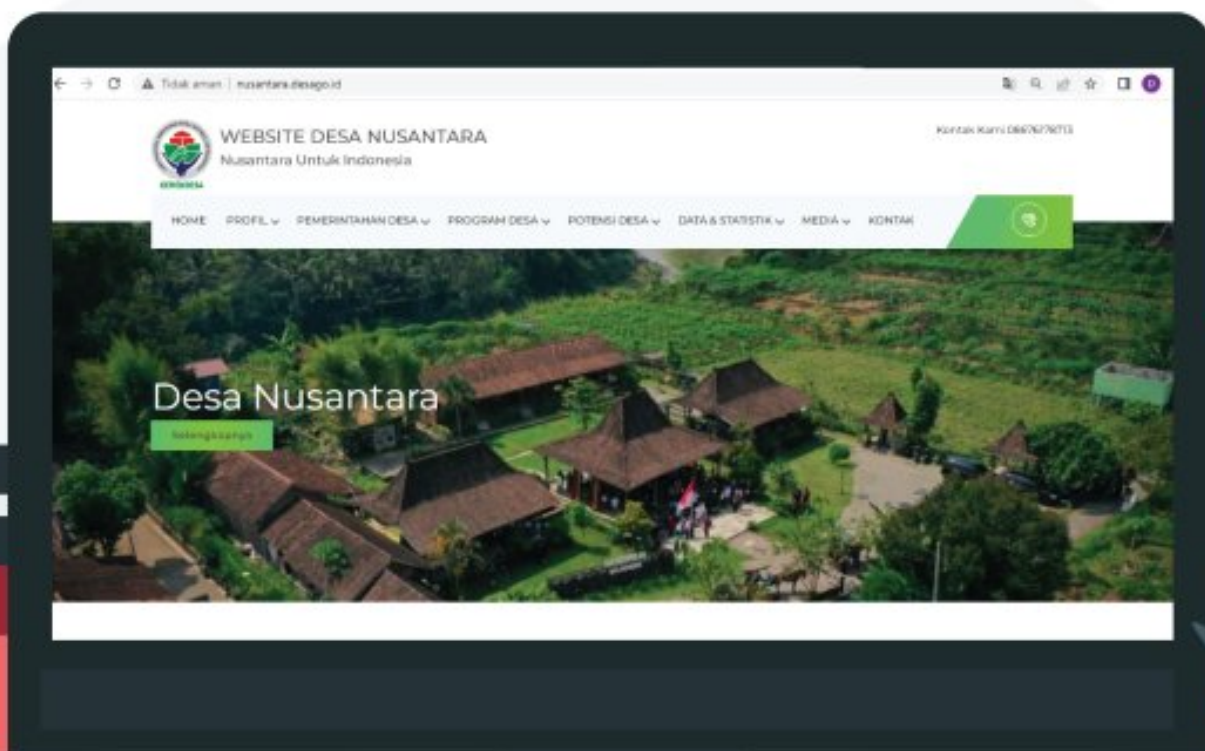 Tidak aman | nusantara.desago.id
WEBSITE DESA NUSANTARA
Nusantara Untuk Indonesia
Kontak Kami
HOME PROFIL PEMERINTAHAN DESA PROGRAM DESA POTENSI DESA DATA & STATISTIK MEDIA KONTAK
Desa Nusantara
Selengkapnya